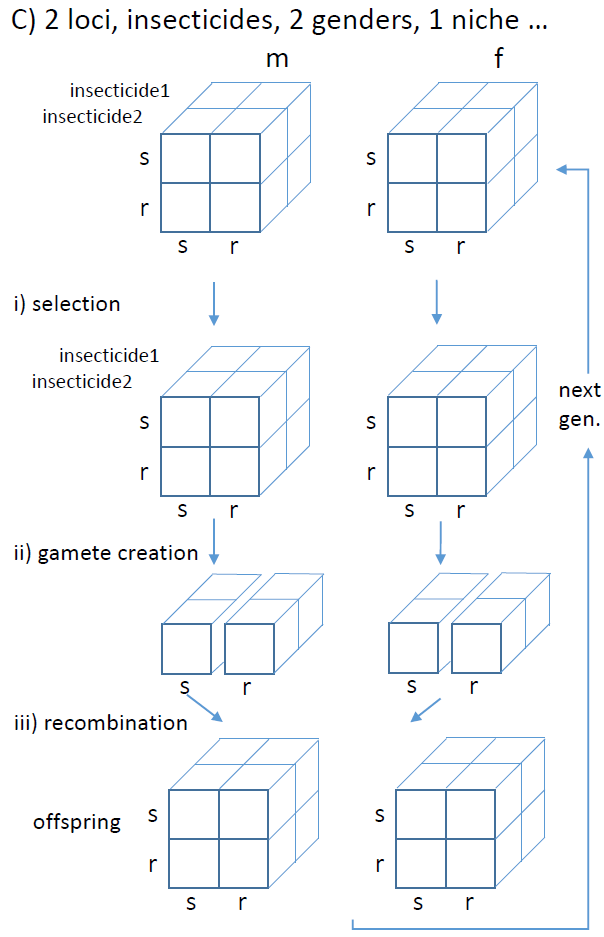 C) 2 loci, insecticides, 2 genders, 1 niche ...
m f
insecticide1
insecticide2
s s
r r
s r s r
i) selection
insecticide1
insecticide2
next
gen.
s s
r r
s r s r
ii) gamete creation
s r s r
iii) recombination
offspring
s s
r r
s r s r